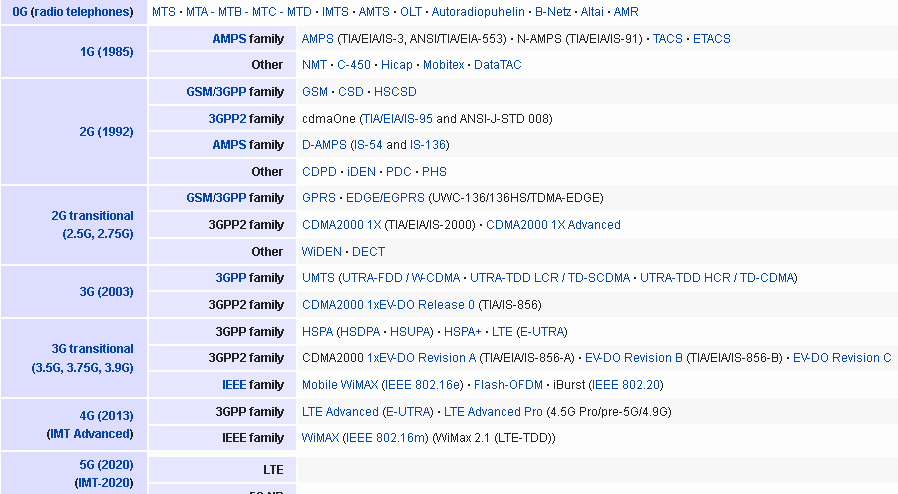 0G (radio telephones) MTS · MTA - MTB - MTC - MTD · IMTS · AMTS · OLT · Autoradiopuhelin · B-Netz · Altai · AMR
1G (1985)
AMPS family AMPS (TIA/EIA/IS-3, ANSI/TIA/EIA-553) · N-AMPS (TIA/EIA/IS-91) · TACS · ETACS
Other NMT · C-450 · Hicap · Mobitex · DataTAC
2G (1992)
GSM/3GPP family GSM · CSD · HSCSD
3GPP2 family cdmaOne (TIA/EIA/IS-95 and ANSI-J-STD 008)
AMPS family D-AMPS (IS-54 and IS-136)
Other CDPD · iDEN · PDC · PHS
2G transitional
(2.5G, 2.75G)
GSM/3GPP family GPRS · EDGE/EGPRS (UWC-136/136HS/TDMA-EDGE)
3GPP2 family CDMA2000 1X (TIA/EIA/IS-2000) · CDMA2000 1X Advanced
Other WiDEN · DECT
3G (2003)
3GPP family UMTS (UTRA-FDD / W-CDMA · UTRA-TDD LCR / TD-SCDMA · UTRA-TDD HCR / TD-CDMA)
3GPP2 family CDMA2000 1xEV-DO Release 0 (TIA/IS-856)
3G transitional
(3.5G, 3.75G, 3.9G)
3GPP family HSPA (HSDPA · HSUPA) · HSPA+ · LTE (E-UTRA)
3GPP2 family CDMA2000 1xEV-DO Revision A (TIA/EIA/IS-856-A) · EV-DO Revision B (TIA/EIA/IS-856-B) · EV-DO Revision C
IEEE family Mobile WiMAX (IEEE 802.16e) · Flash-OFDM · iBurst (IEEE 802.20)
4G (2013)
(IMT Advanced)
3GPP family LTE Advanced (E-UTRA) · LTE Advanced Pro (4.5G Pro/pre-5G/4.9G)
IEEE family WiMAX (IEEE 802.16m) (WiMax 2.1 (LTE-TDD))
5G (2020)
(IMT-2020)
LTE